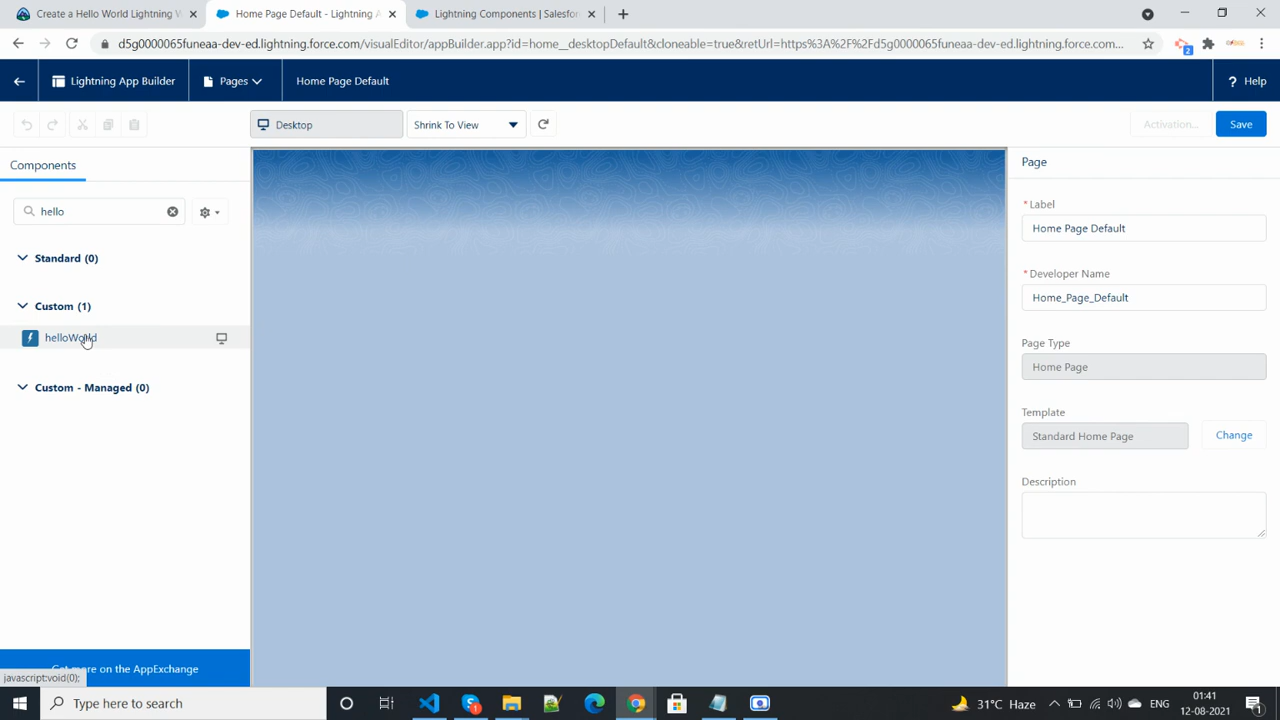 Create a Hello World Lightning V
Home Page Default - Lightning A
Lightning Components | Salesfor
d5g0000065funeaa-dev-ed.lightning.force.com/visualEditor/appBuilder.app?id=home__desktopDefault&cloneable=true&retUrl=https%3A%2F%2Fd5g0000065funeaa-dev-ed.lightning.force.com...
2
Lightning App Builder
Pages
Home Page Default
? Help
Desktop
Shrink To View
Activation...
Save
Components
hello
Standard (0)
Custom (1)
helloWorld
Custom - Managed (0)
Get more on the AppExchange
javascript:void(0);
Page
*Label
Home Page Default
*Developer Name
Home_Page_Default
Page Type
Home Page
Template
Standard Home Page
Change
Description
Type here to search
31°C Haze
ENG
01:41
12-08-2021
1